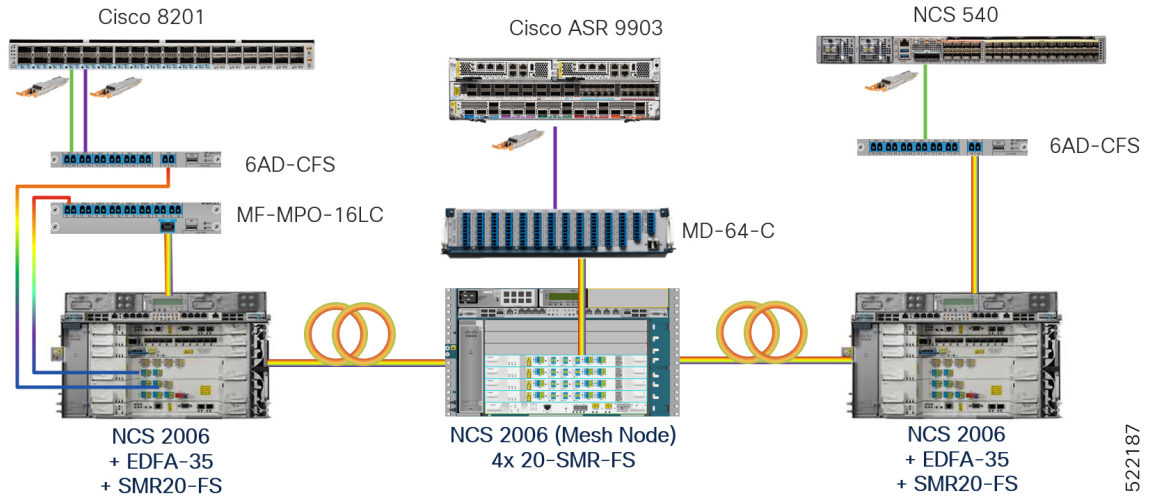 Cisco 8201
Cisco ASR 9903
NCS 540
6AD-CFS
6AD-CFS
MF-MPO-16LC
MD-64-C
NCS 2006
+ EDFA-35
+ SMR20-FS
NCS 2006 (Mesh Node)
4x 20-SMR-FS
NCS 2006
+ EDFA-35
+ SMR20-FS
522187